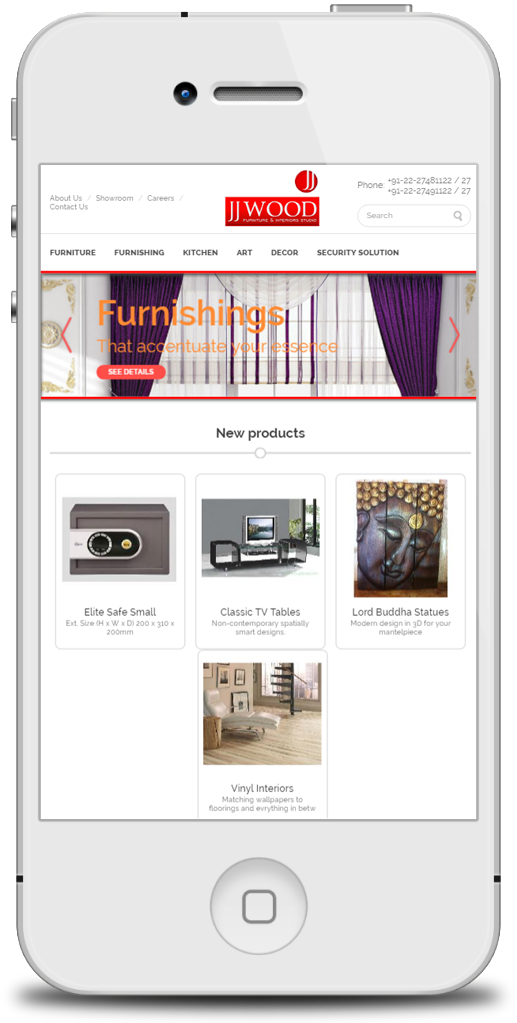 About Us / Showroom / Careers /
Contact Us
JJ
JJ WOOD
FURNITURE & INTERIORS STUDIO
Phone: +91-22-27481122 / 27
+91-22-27491122 / 27
Search
FURNITURE FURNISHING KITCHEN ART DECOR SECURITY SOLUTION
Furnishings
That accentuate your essence
SEE DETAILS
New products
Elite Safe Small
Ext. Size (H x W x D) 200 x 310 x
200mm
Classic TV Tables
Non-contemporary spatially
smart designs.
Lord Buddha Statues
Modern design in 3D for your
mantelpiece
Vinyl Interiors
Matching wallpapers to
floorings and evrything in betw